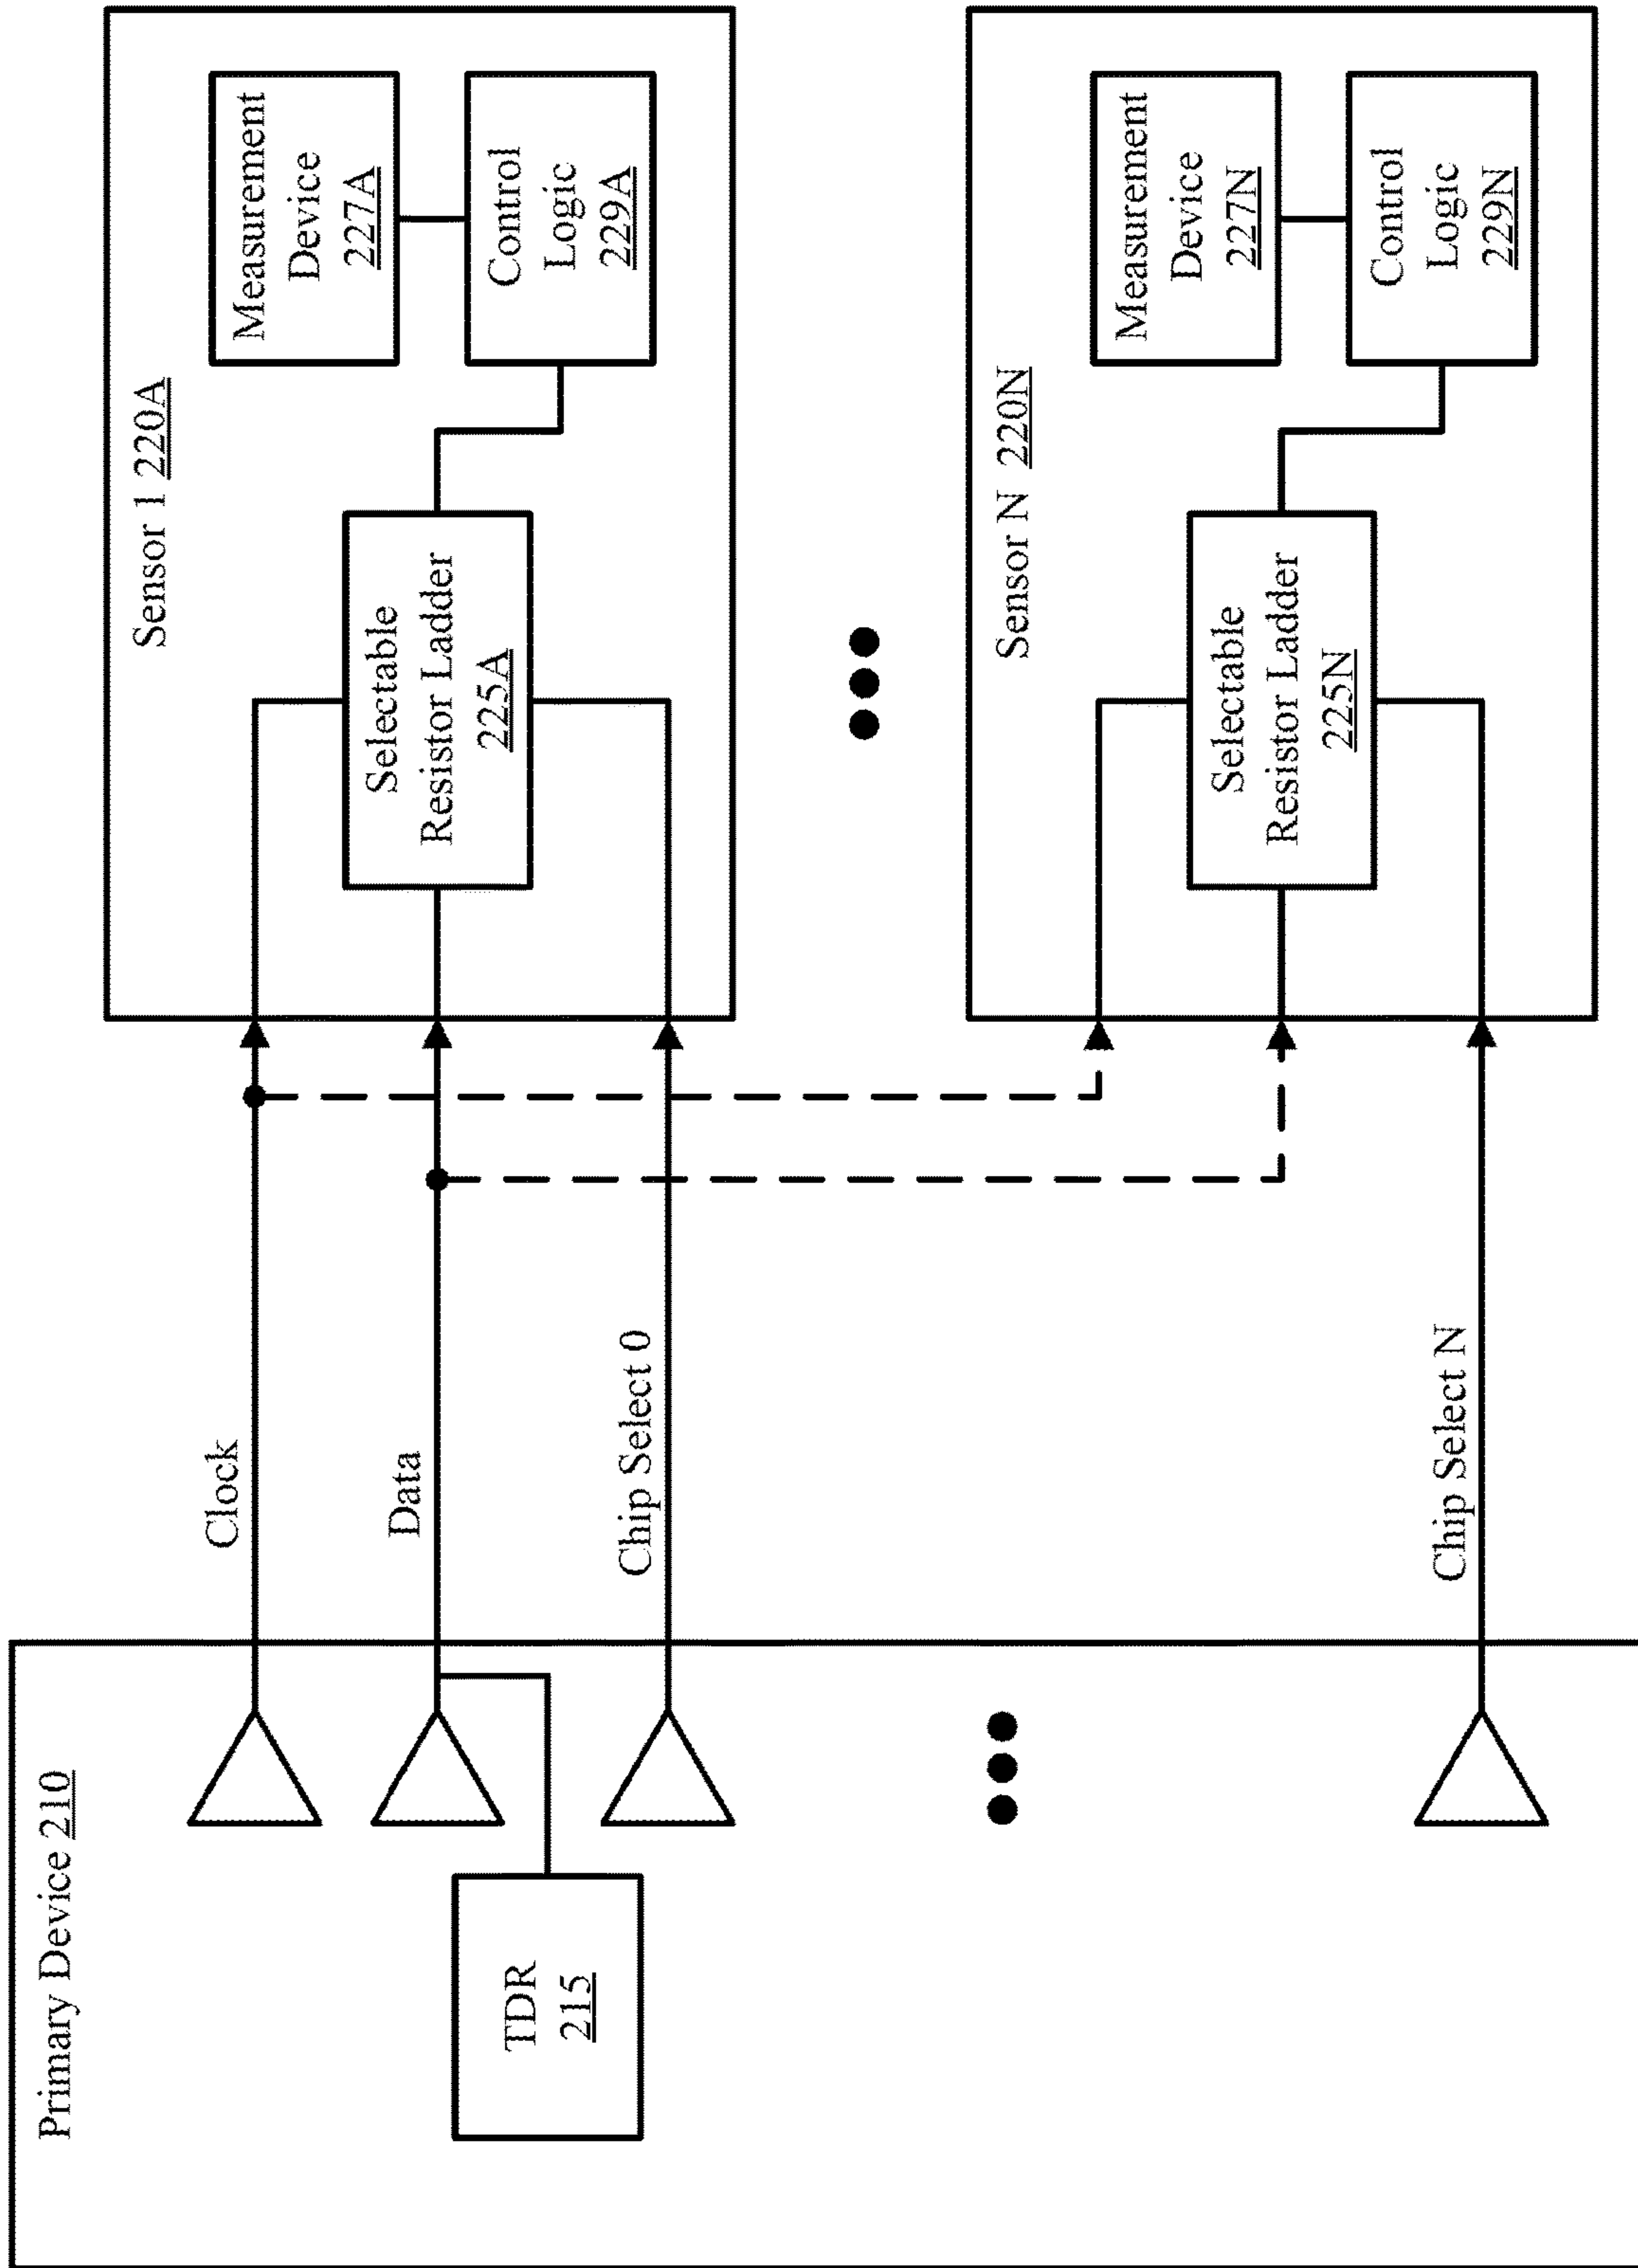 Primary Device 210
TDR
215
Clock
Data
Chip Select 0
Chip Select N
Sensor 1 220A
Selectable
Resistor Ladder
225A
Measurement
Device
227A
Control
Logic
229A
Sensor N 220N
Selectable
Resistor Ladder
225N
Measurement
Device
227N
Control
Logic
229N